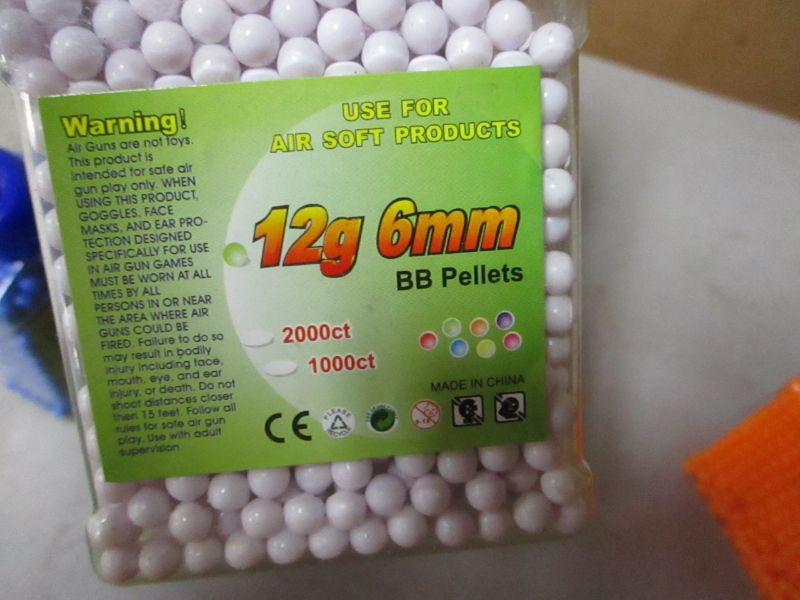 Warning!
Air Guns are not toys.
This product is
intended for safe air
gun play only. WHEN
USING THIS PRODUCT,
GOGGLES, FACE
MASKS, AND EAR PRO-
TECTION DESIGNED
SPECIFICALLY FOR USE
IN AIR GUN GAMES
MUST BE WORN AT ALL
TIMES BY ALL
PERSONS IN OR NEAR
THE AREA WHERE AIR
GUNS COULD BE
FIRED. Failure to do so
may result in bodily
injury including face,
mouth, eye, and ear
injury, or death. Do not
shoot distances closer
then 15 feet. Follow all
rules for safe air gun
play. Use with adult
supervision.
USE FOR
AIR SOFT PRODUCTS
12g 6mm
BB Pellets
2000ct
1000ct
MADE IN CHINA
CE
PLEASE
RECYCLE